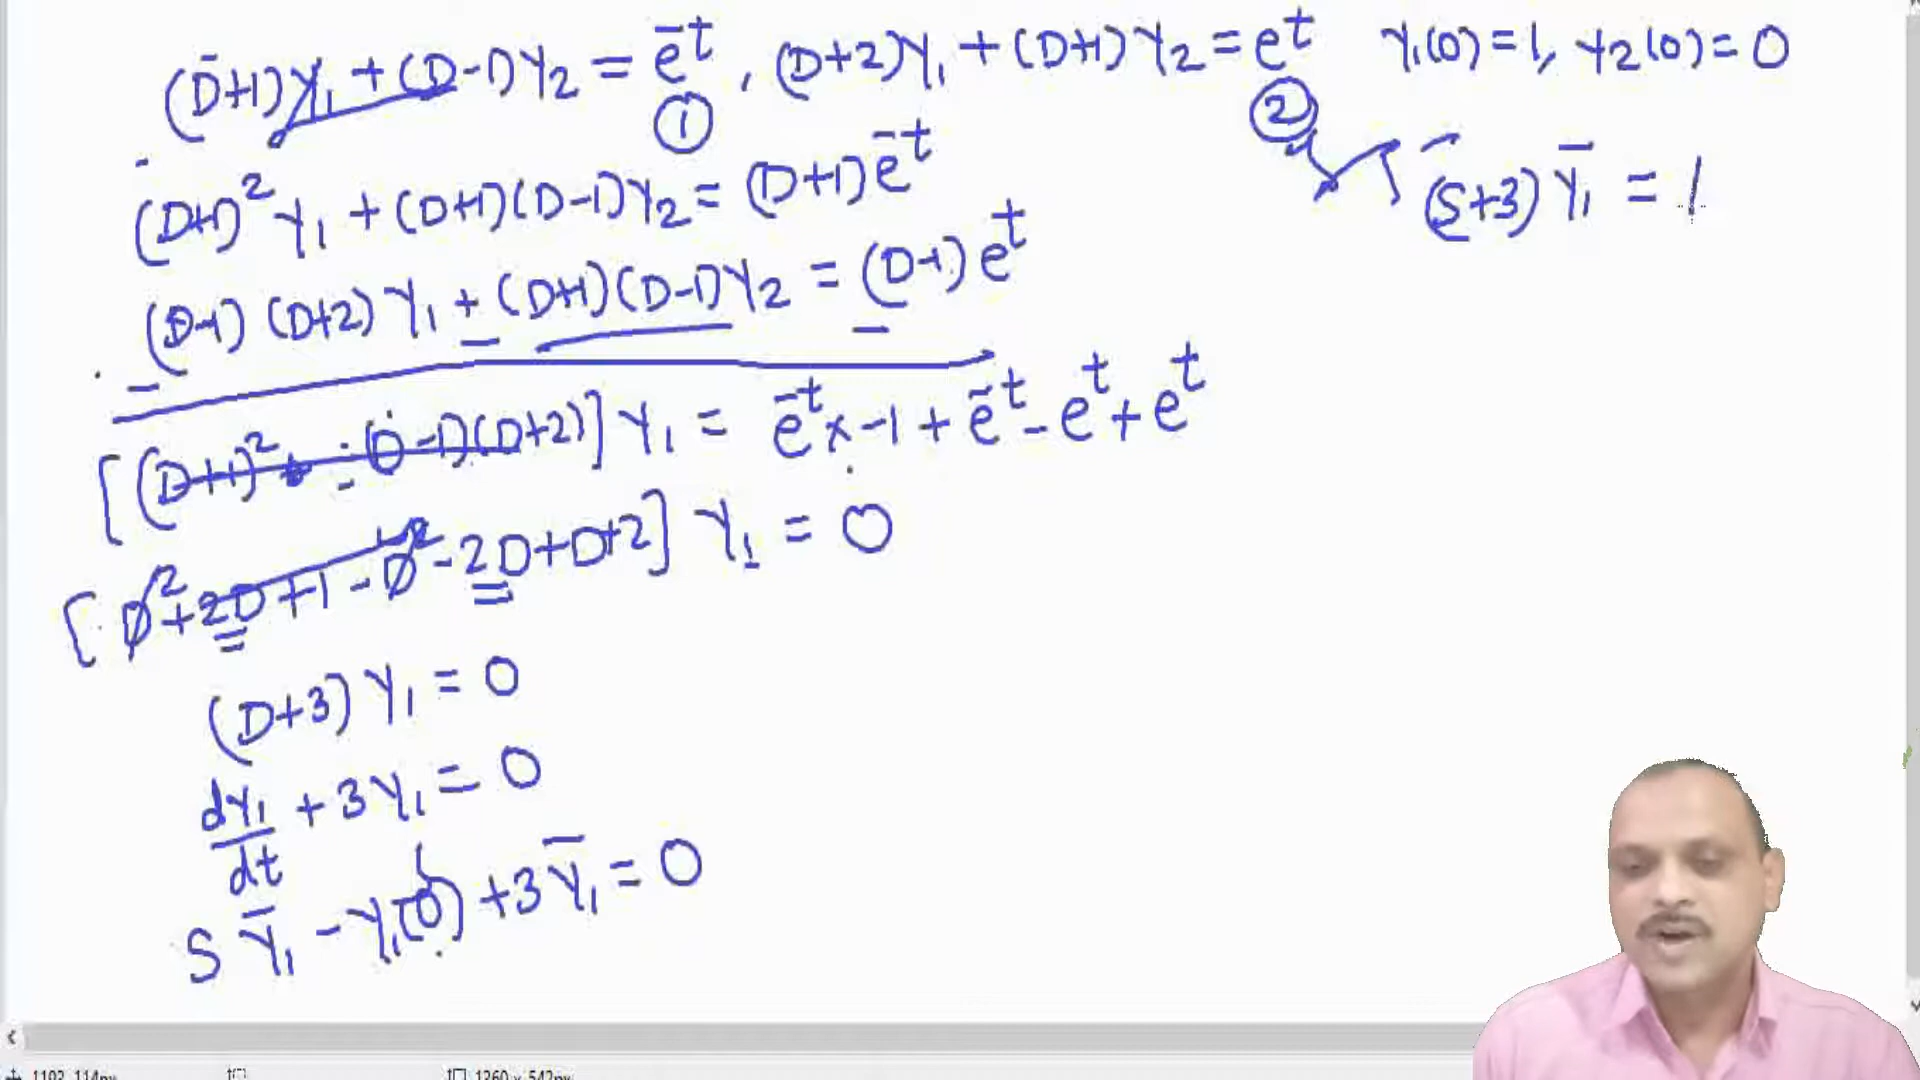 (D+1)Y₁ + (D-1)Y₂ = e⁻ᵗ, (D+2)Y₁ + (D+1)Y₂ = eᵗ Y₁(0)=1, Y₂(0)=0
① ②
(D+1)² Y₁ + (D+1)(D-1)Y₂ = (D+1)e⁻ᵗ
(S+3) Ȳ₁ = 1
(D-1) (D+2) Y₁ + (D+1)(D-1)Y₂ = (D-1) eᵗ
[(D+1)² - (D-1)(D+2)] Y₁ = e⁻ᵗ x -1 + e⁻ᵗ - eᵗ + eᵗ
[D²+2D+1 - D² - 2D+D+2] Y₁ = 0
(D+3) Y₁ = 0
dY₁/dt + 3Y₁ = 0
S Ȳ₁ - Y₁(0) + 3Ȳ₁ = 0